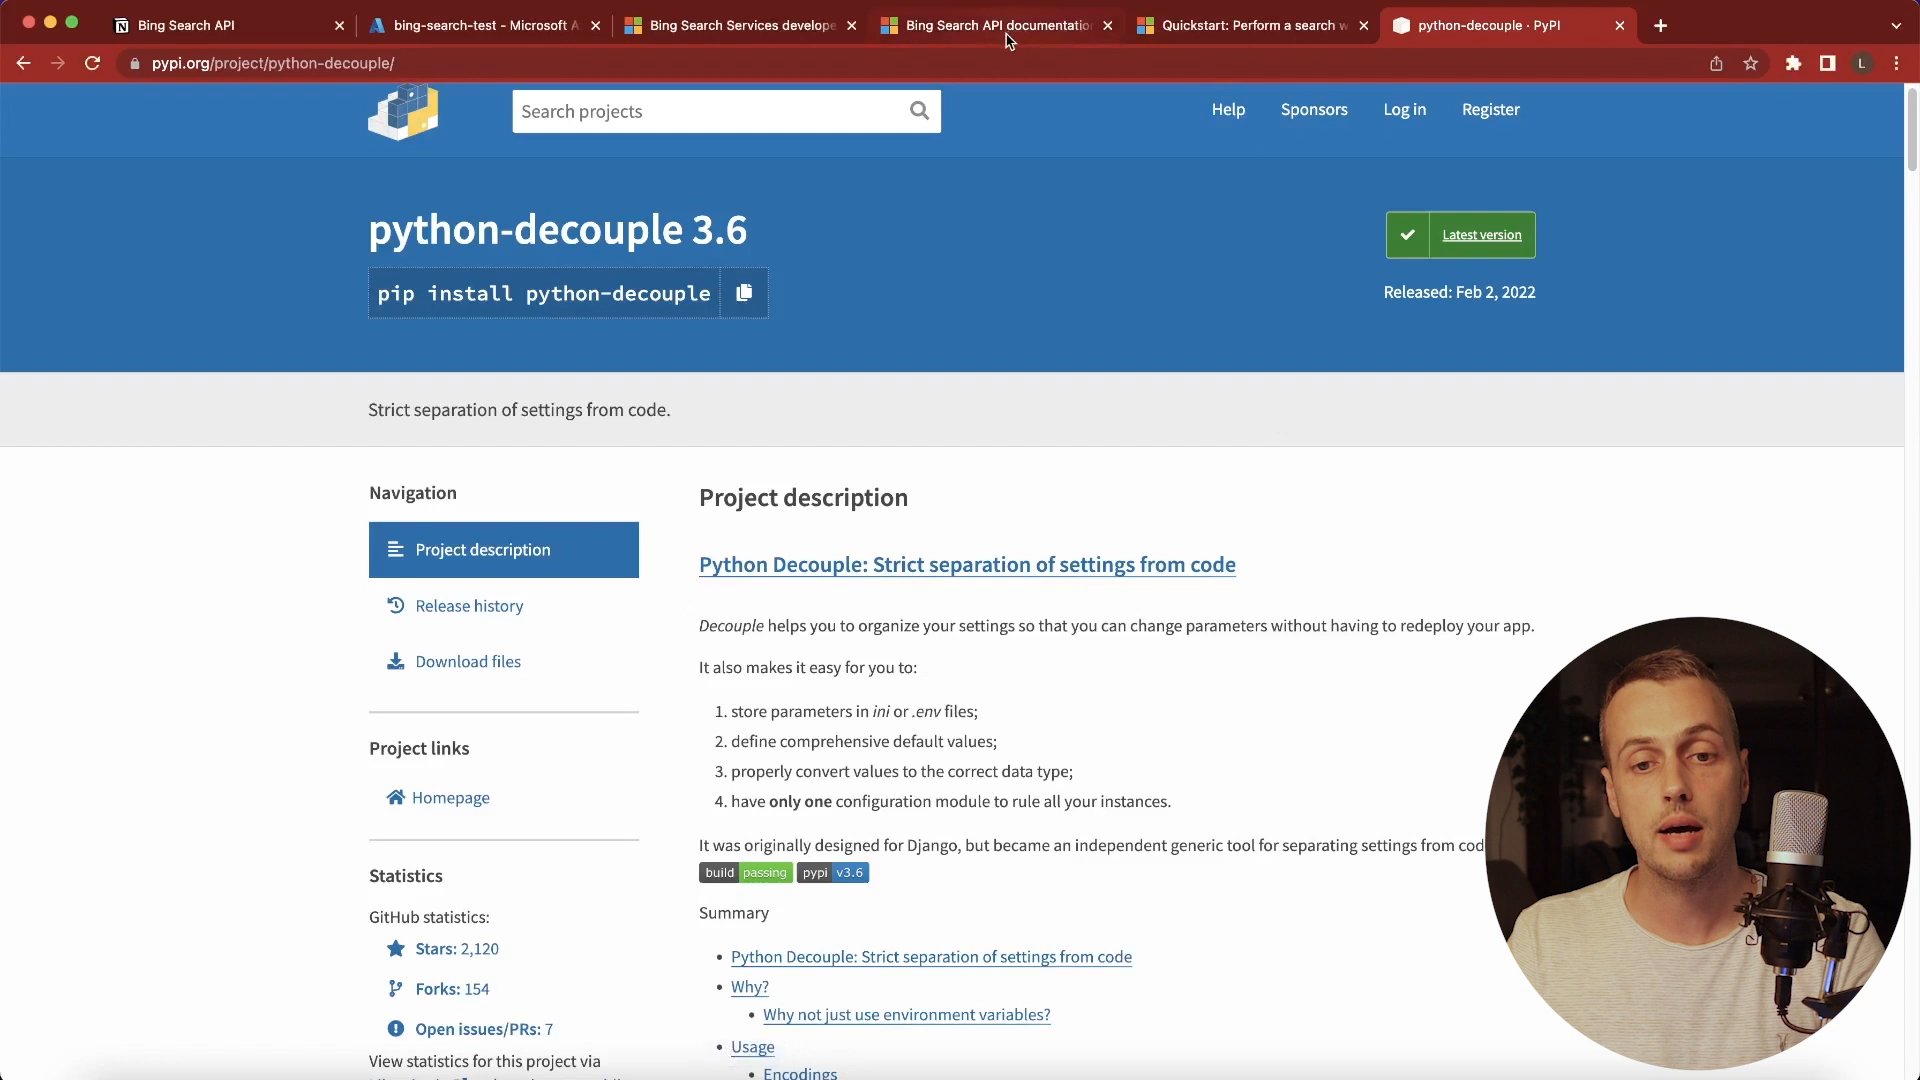 Bing Search API
bing-search-test - Microsoft A
Bing Search Services develope
Bing Search API documentatio
Quickstart: Perform a search w
python-decouple · PyPI
pypi.org/project/python-decouple/
L
Search projects
Help
Sponsors
Log in
Register
python-decouple 3.6
pip install python-decouple
Latest version
Released: Feb 2, 2022
Strict separation of settings from code.
Navigation
Project description
Release history
Download files
Project links
Homepage
Statistics
GitHub statistics:
Stars: 2,120
Forks: 154
Open issues/PRs: 7
View statistics for this project via
Project description
Python Decouple: Strict separation of settings from code
Decouple helps you to organize your settings so that you can change parameters without having to redeploy your app.
It also makes it easy for you to:
1. store parameters in ini or .env files;
2. define comprehensive default values;
3. properly convert values to the correct data type;
4. have only one configuration module to rule all your instances.
It was originally designed for Django, but became an independent generic tool for separating settings from cod
build passing pypi v3.6
Summary
• Python Decouple: Strict separation of settings from code
• Why?
• Why not just use environment variables?
• Usage
• Encodings